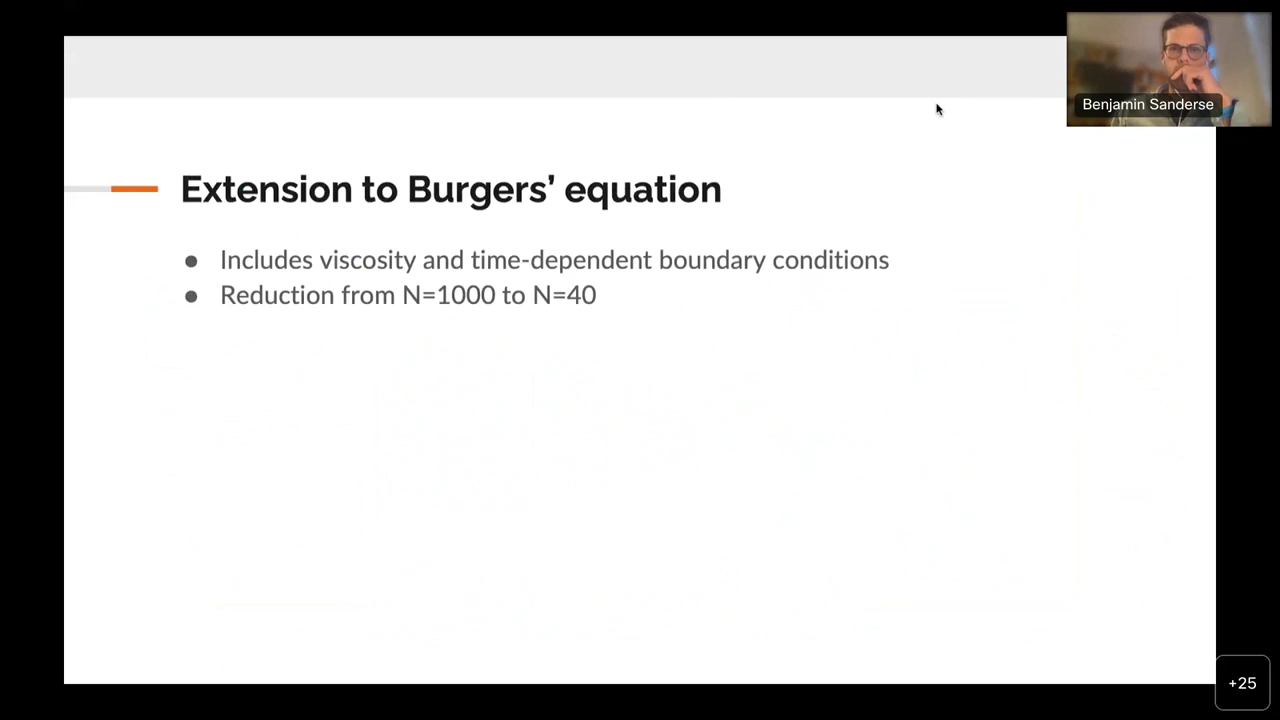 Benjamin Sanderse
Extension to Burgers’ equation
● Includes viscosity and time-dependent boundary conditions
● Reduction from N=1000 to N=40
+25